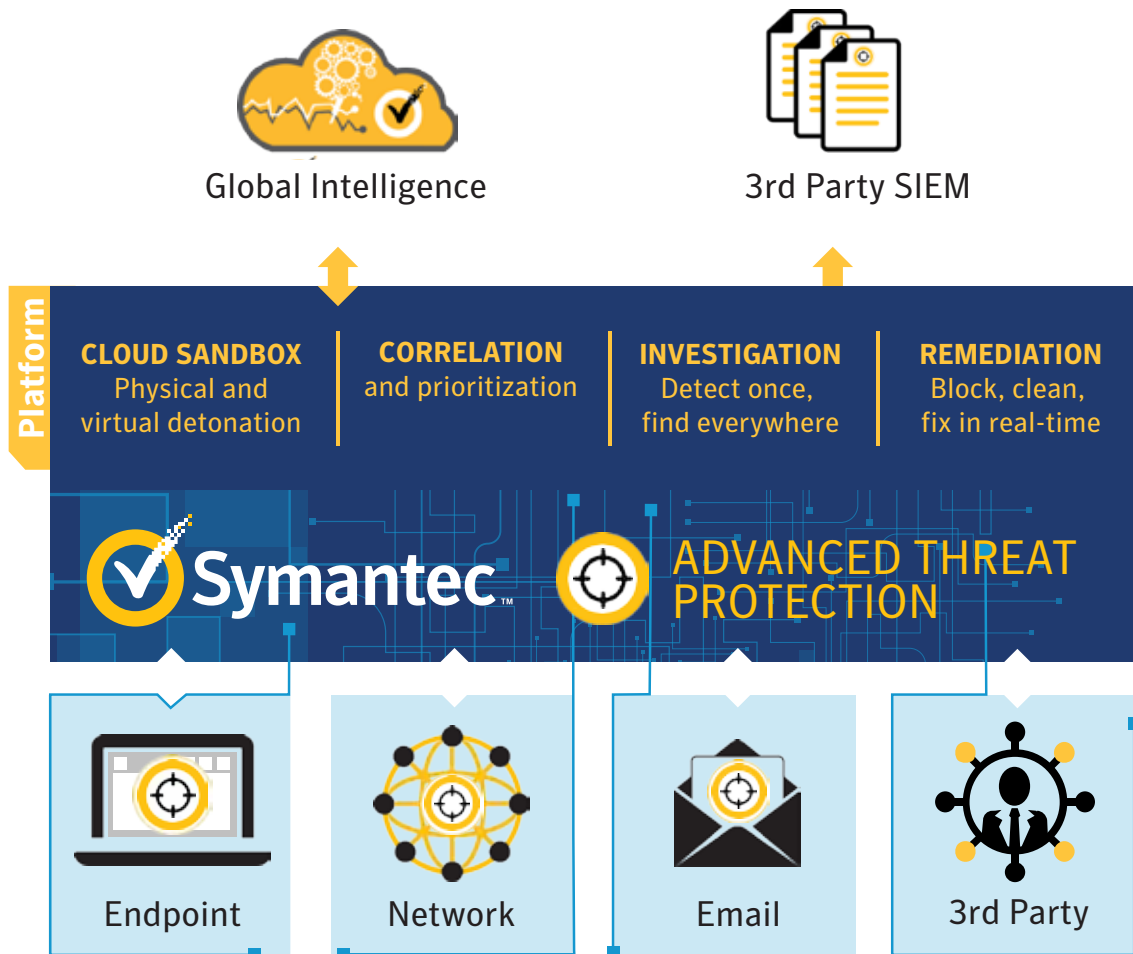 Global Intelligence
3rd Party SIEM
Platform
CLOUD SANDBOX
Physical and
virtual detonation
CORRELATION
and prioritization
INVESTIGATION
Detect once,
find everywhere
REMEDIATION
Block, clean,
fix in real-time
Symantec™
ADVANCED THREAT
PROTECTION
Endpoint
Network
Email
3rd Party